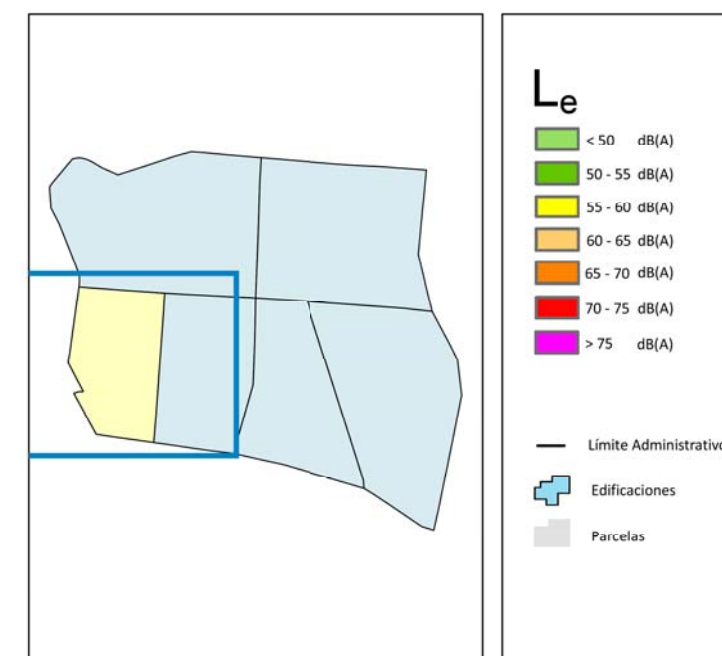 Le
< 50 dB(A)
50 - 55 dB(A)
55 - 60 dB(A)
60 - 65 dB(A)
65 - 70 dB(A)
70 - 75 dB(A)
> 75 dB(A)
Límite Administrativo
Edificaciones
Parcelas